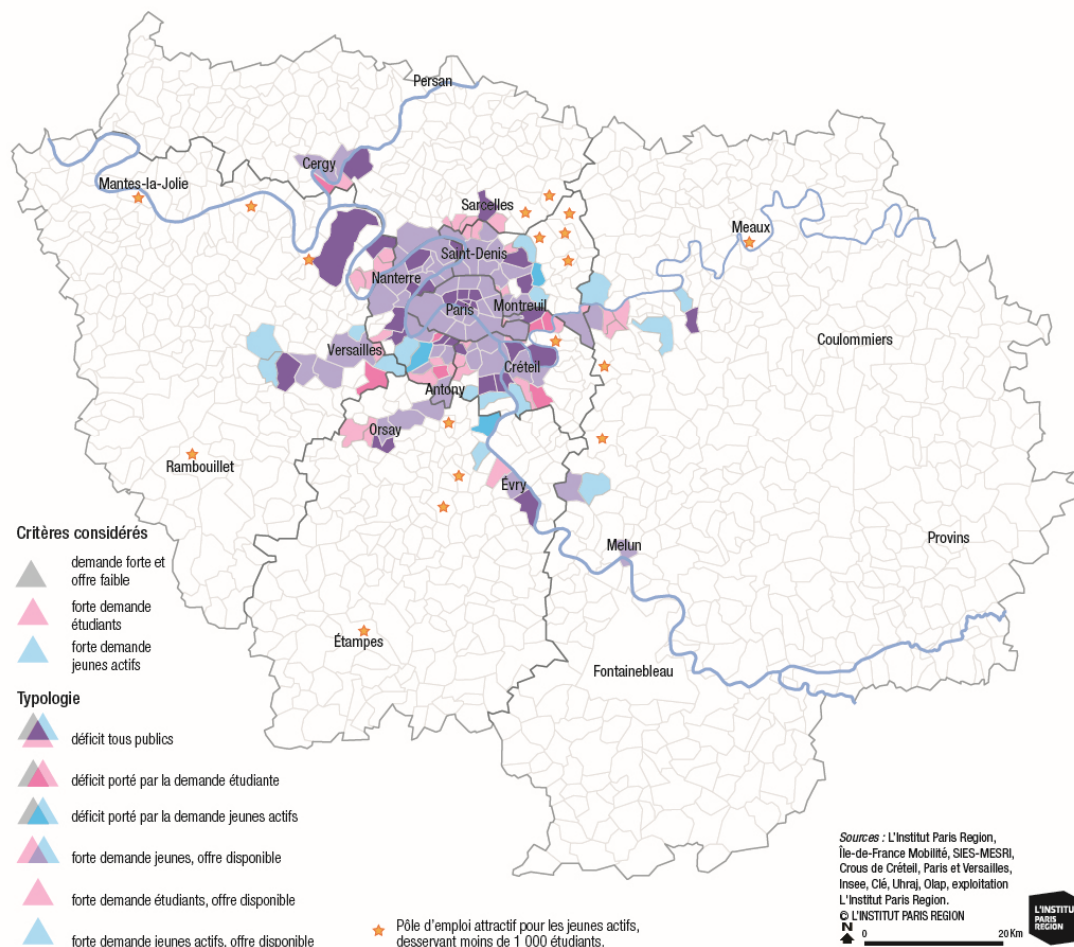 Persan
Cergy
Mantes-la-Jolie
Sarcelles
Meaux
Saint-Denis
Nanterre
Paris
Montreuil
Coulommiers
Versailles
Créteil
Antony
Orsay
Rambouillet
Évry
Melun
Provins
Étampes
Fontainebleau
Critères considérés
demande forte et
offre faible
forte demande
étudiants
forte demande
jeunes actifs
Typologie
déficit tous publics
déficit porté par la demande étudiante
déficit porté par la demande jeunes actifs
forte demande jeunes, offre disponible
forte demande étudiants, offre disponible
forte demande jeunes actifs, offre disponible
Pôle d'emploi attractif pour les jeunes actifs,
desservant moins de 1 000 étudiants.
Sources : L'Institut Paris Region,
Île-de-France Mobilité, SIES-MESRI,
Crous de Créteil, Paris et Versailles,
Insee, Clé, Uhraj, Olap, exploitation
L'Institut Paris Region.
© L'INSTITUT PARIS REGION
N
0 20 Km
L'INSTITUT
PARIS
REGION